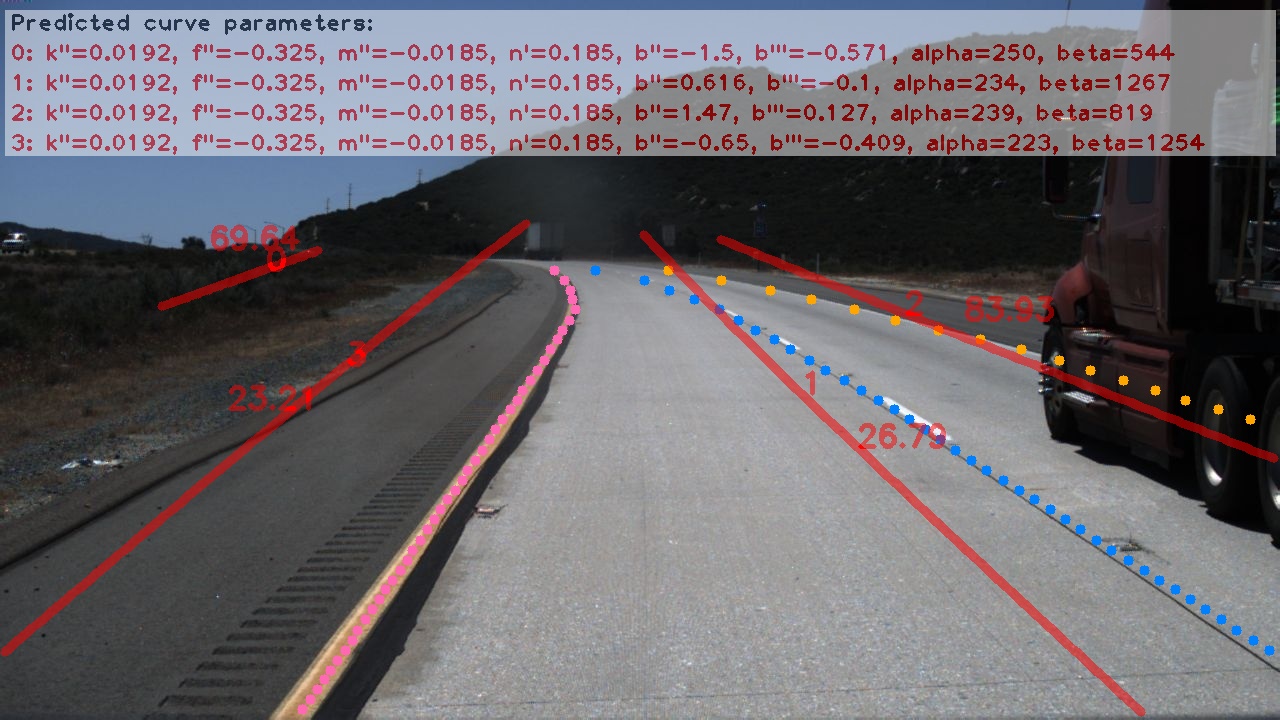 Predicted curve parameters:
0: k''=0.0192, f''=-0.325, m''=-0.0185, n'=0.185, b''=-1.5, b'''=-0.571, alpha=250, beta=544
1: k''=0.0192, f''=-0.325, m''=-0.0185, n'=0.185, b''=0.616, b'''=-0.1, alpha=234, beta=1267
2: k''=0.0192, f''=-0.325, m''=-0.0185, n'=0.185, b''=1.47, b'''=0.127, alpha=239, beta=819
3: k''=0.0192, f''=-0.325, m''=-0.0185, n'=0.185, b''=-0.65, b'''=-0.409, alpha=223, beta=1254
69.64
0
2 83.93
3
1
23.21
26.79